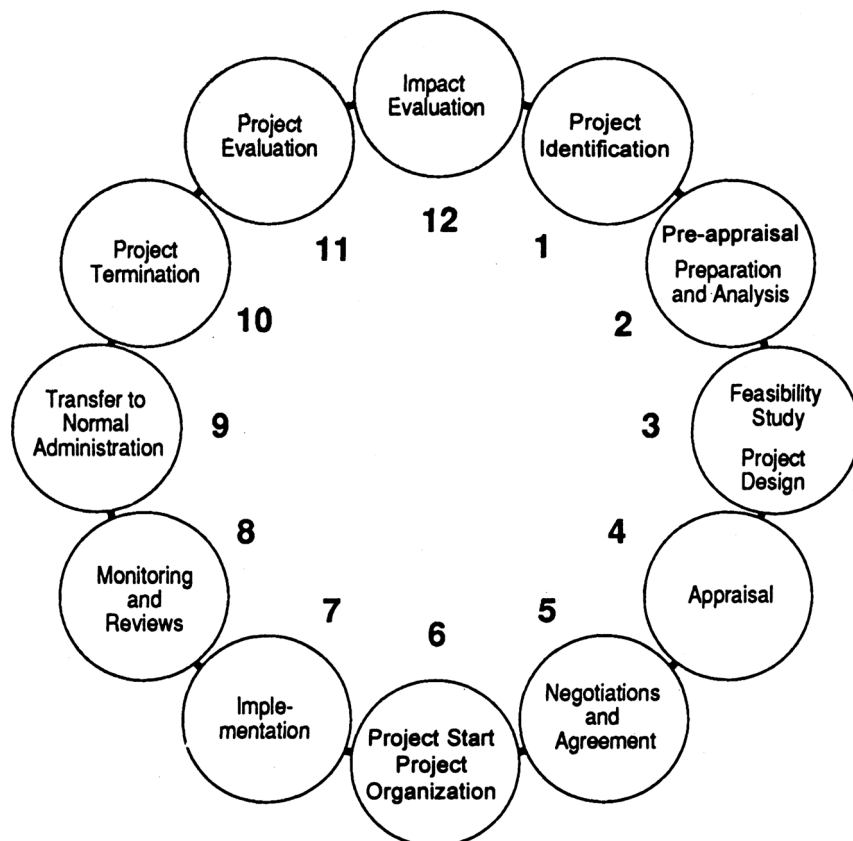 Impact
Evaluation
12
Project
Identification
1
Pre-appraisal
Preparation
and Analysis
2
Feasibility
Study
Project
Design
3
Appraisal
4
Negotiations
and
Agreement
5
Project Start
Project
Organization
6
Imple-
mentation
7
Monitoring
and
Reviews
8
Transfer to
Normal
Administration
9
Project
Termination
10
Project
Evaluation
11